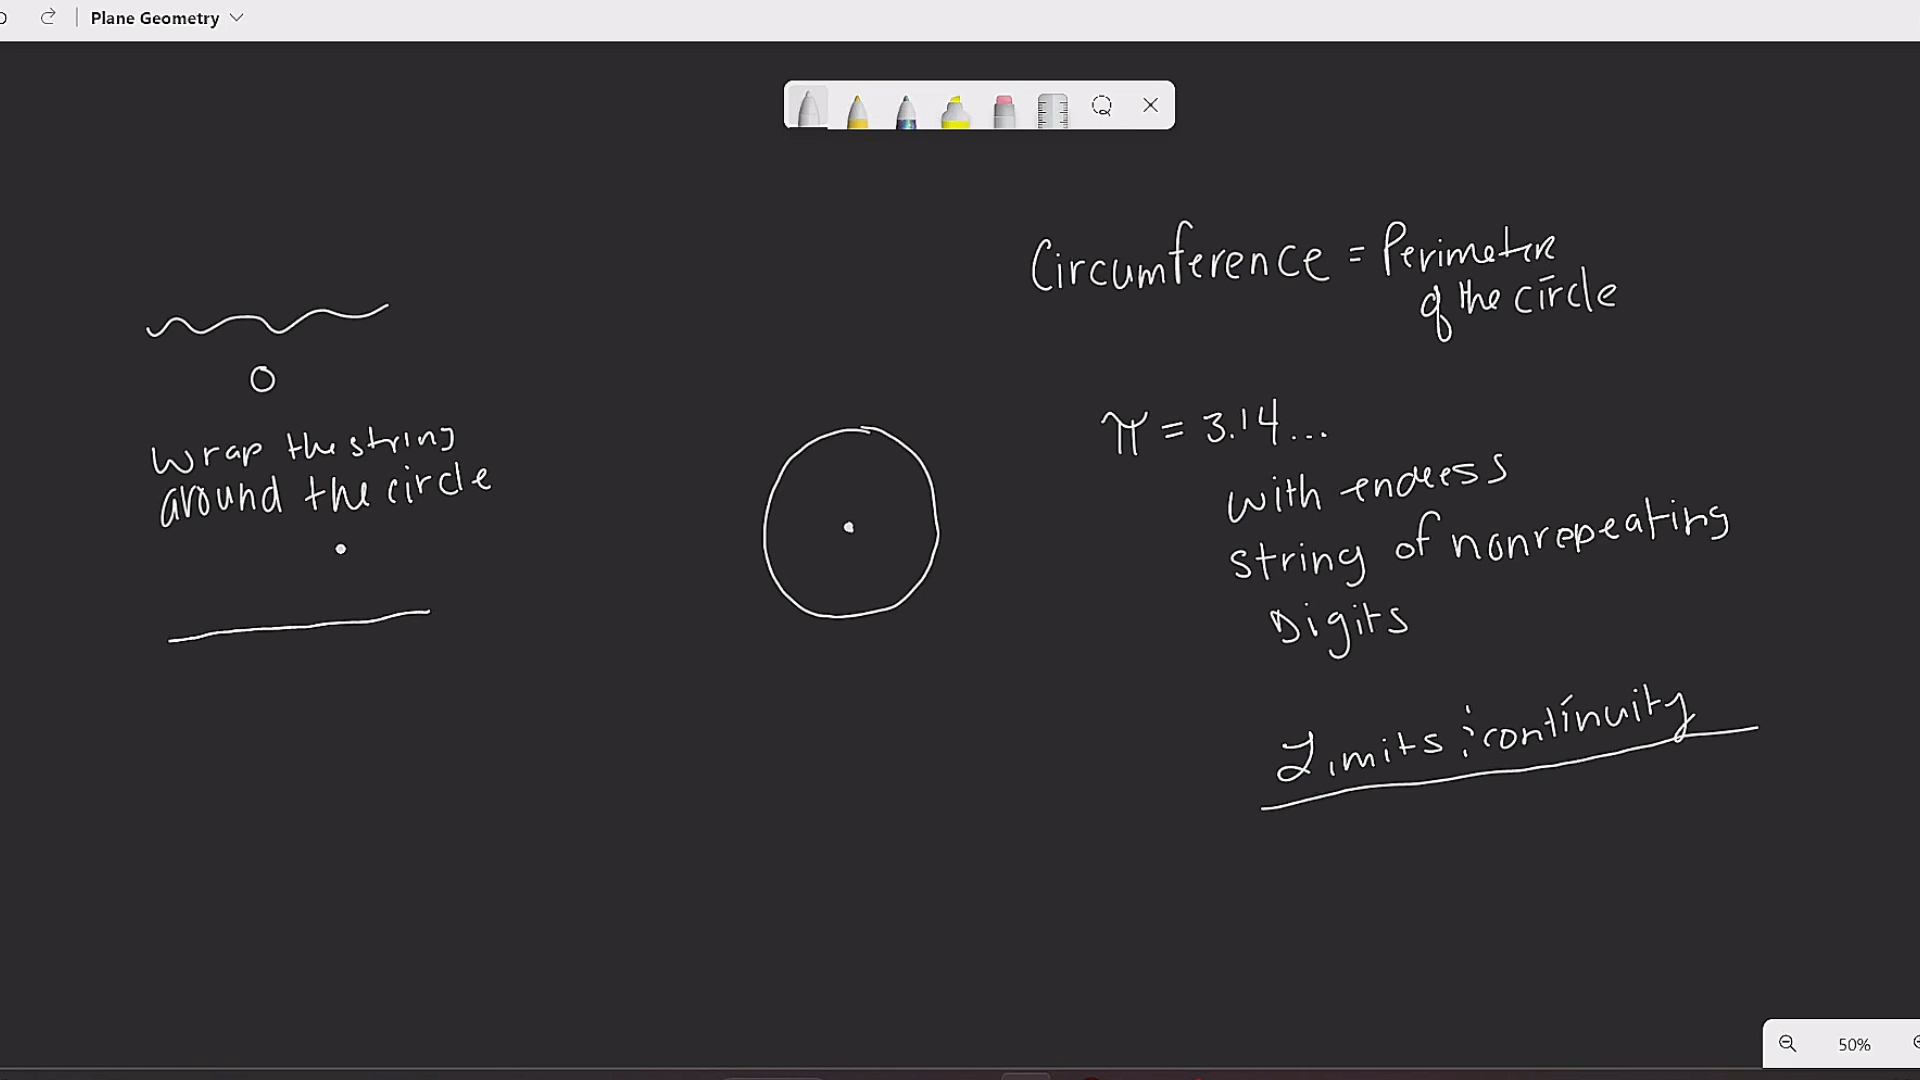 Plane Geometry
Circumference = Perimeter
of the circle
Wrap the string
around the circle
π = 3.14...
with endless
string of nonrepeating
Digits
Limits : continuity
50%